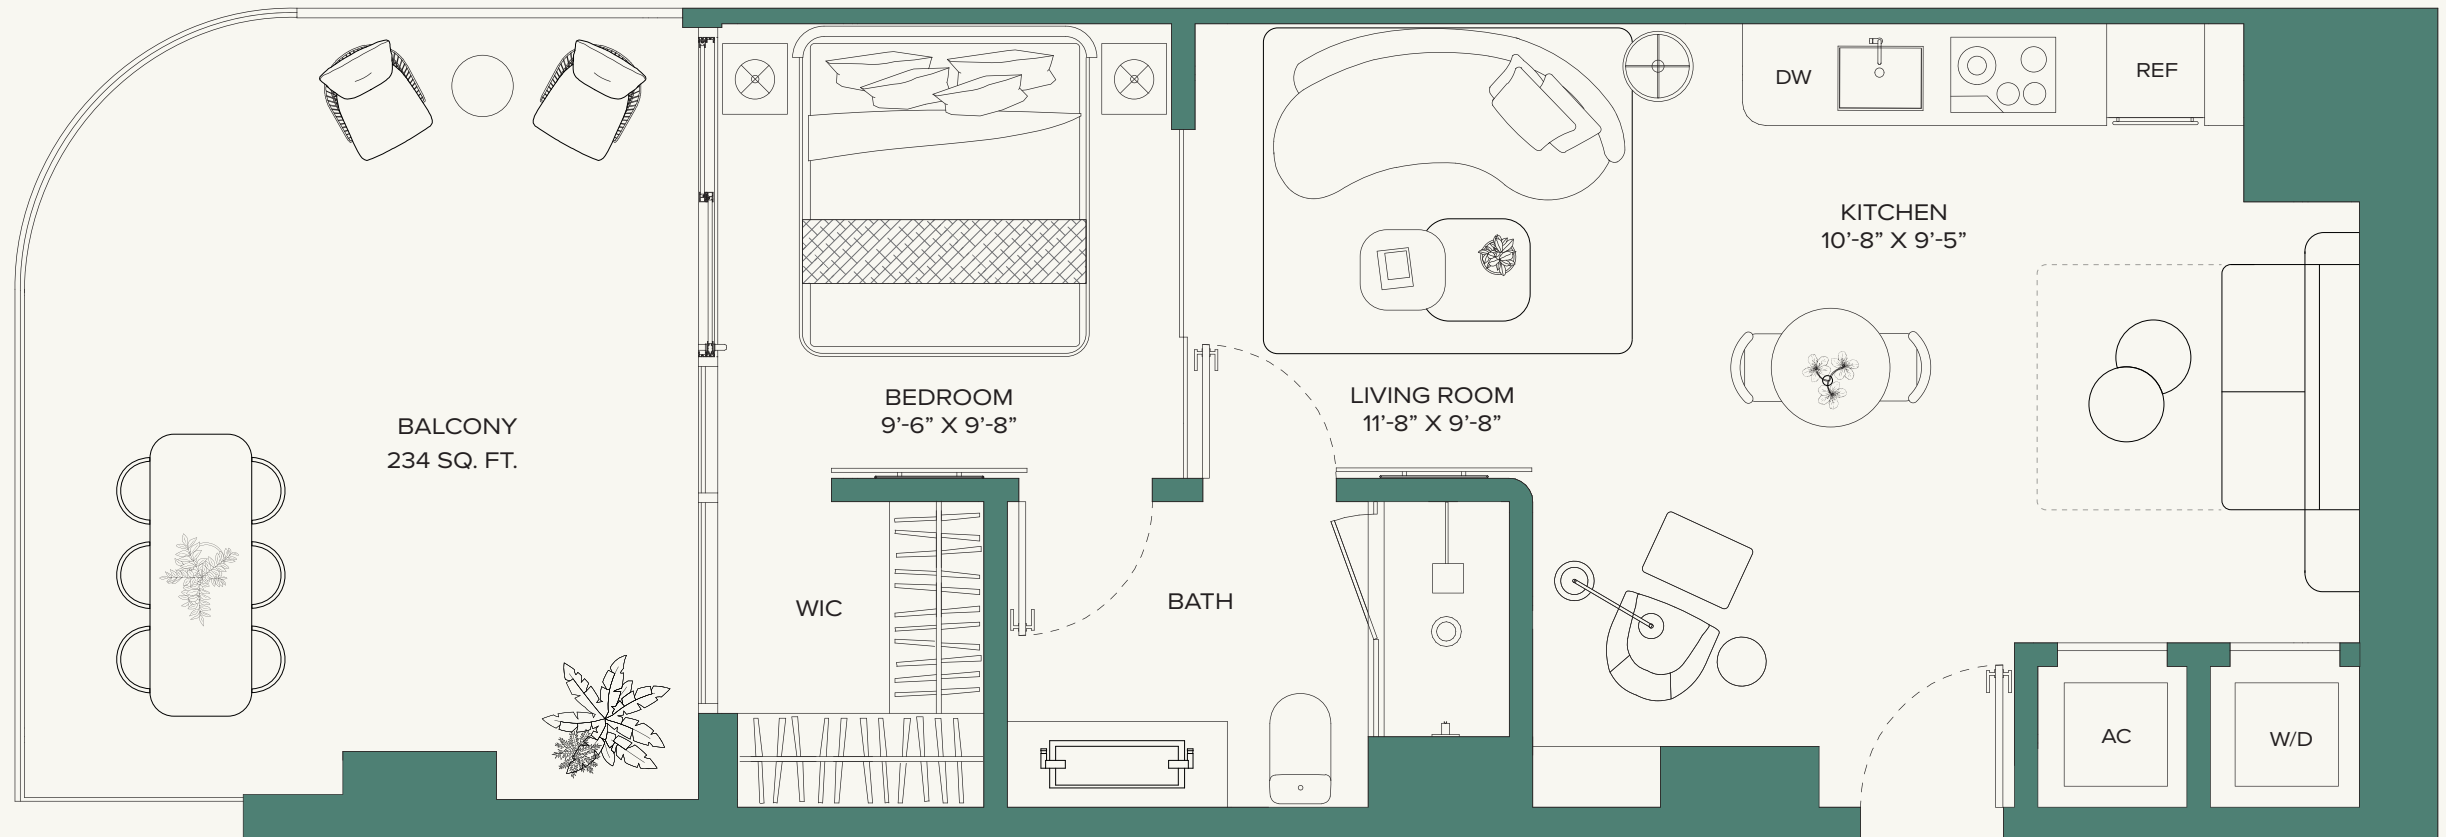 DW
REF
KITCHEN
10’-8” X 9’-5”
BEDROOM
9’-6” X 9’-8”
LIVING ROOM
11’-8” X 9’-8”
BALCONY
234 SQ. FT.
WIC
BATH
AC
W/D